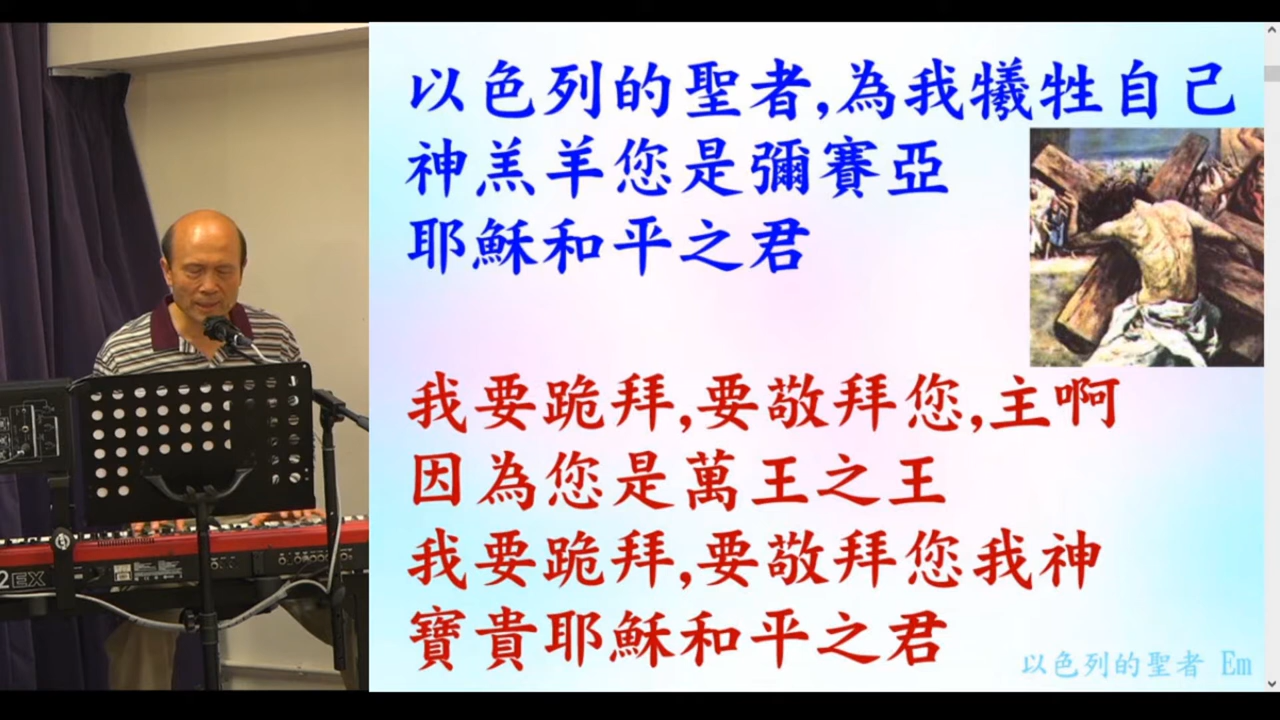 以色列的聖者,為我犧牲自己
神羔羊您是彌賽亞
耶穌和平之君
我要跪拜,要敬拜您,主啊
因為您是萬王之王
我要跪拜,要敬拜您我神
寶貴耶穌和平之君
以色列的聖者 Em
2EX